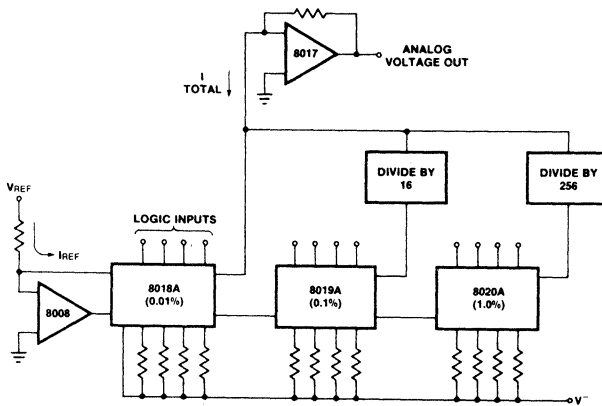 8017
ANALOG
VOLTAGE OUT
I
TOTAL
DIVIDE BY
16
DIVIDE BY
256
VREF
LOGIC INPUTS
IREF
8018A
(0.01%)
8019A
(0.1%)
8020A
(1.0%)
8008
V−